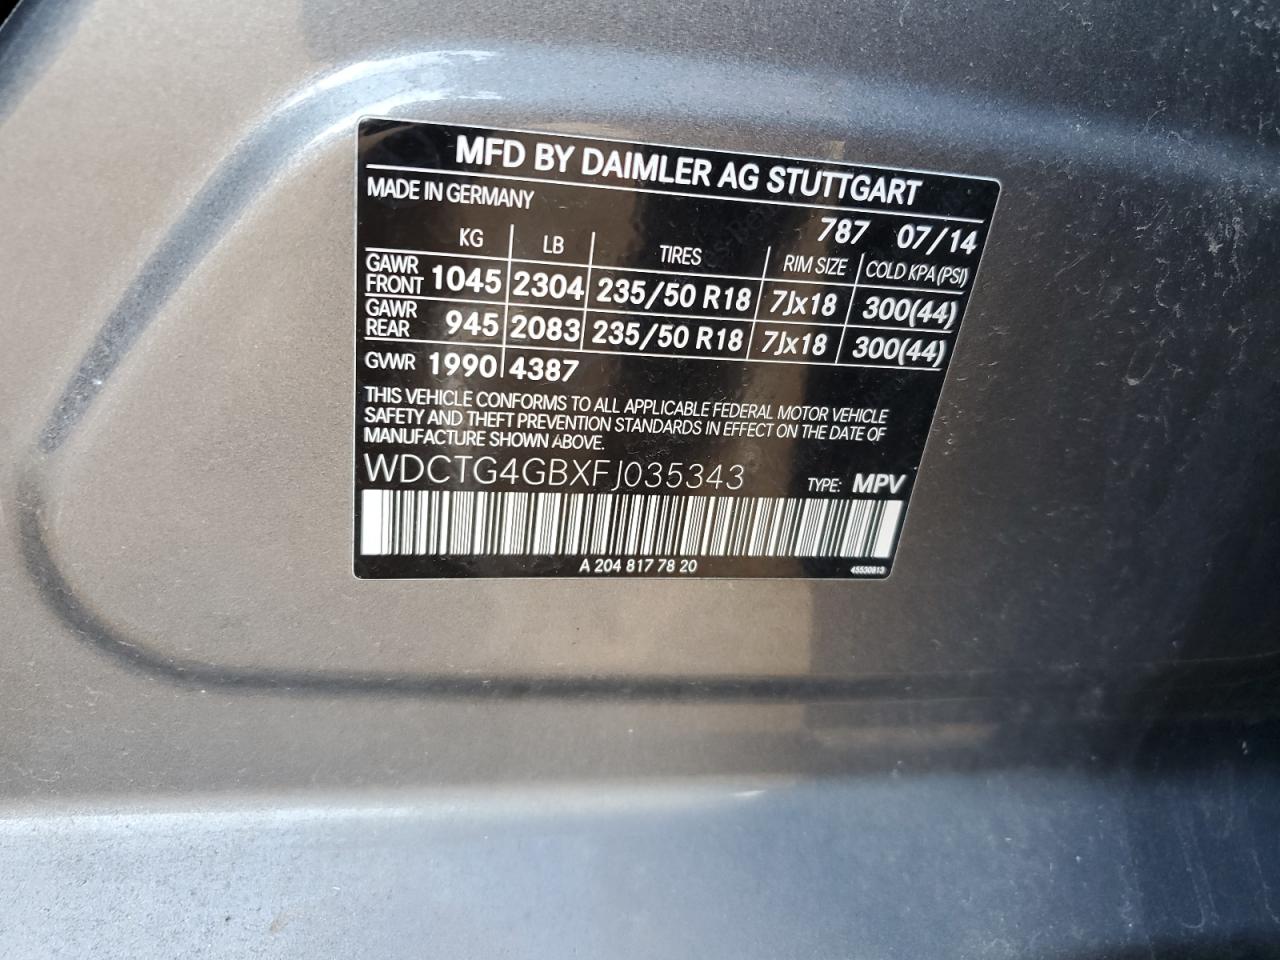 MFD BY DAIMLER AG STUTTGART
MADE IN GERMANY
787 07/14
KG LB TIRES RIM SIZE COLD KPA (PSI)
GAWR FRONT 1045 2304 235/50 R18 7Jx18 300(44)
GAWR REAR 945 2083 235/50 R18 7Jx18 300(44)
GVWR 1990 4387
THIS VEHICLE CONFORMS TO ALL APPLICABLE FEDERAL MOTOR VEHICLE
SAFETY AND THEFT PREVENTION STANDARDS IN EFFECT ON THE DATE OF
MANUFACTURE SHOWN ABOVE.
WDCTG4GBXFJ035343 TYPE: MPV
A 204 817 78 20
45530813